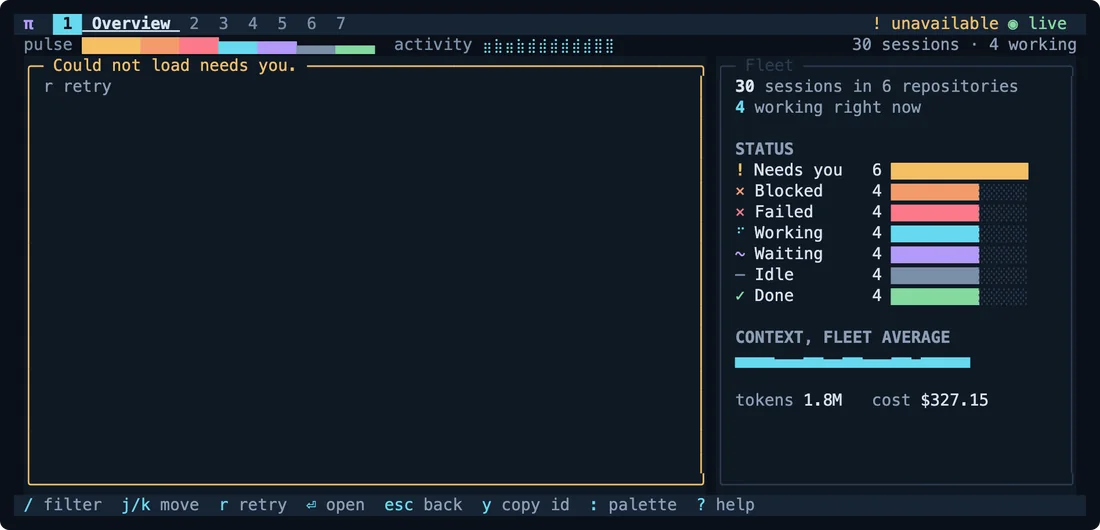 π 1 Overview 2 3 4 5 6 7 ! unavailable ◉ live
pulse activity 30 sessions · 4 working
Could not load needs you.
r retry
Fleet
30 sessions in 6 repositories
4 working right now
STATUS
! Needs you 6
× Blocked 4
× Failed 4
Working 4
~ Waiting 4
— Idle 4
✓ Done 4
CONTEXT, FLEET AVERAGE
tokens 1.8M cost $327.15
/ filter j/k move r retry ⏎ open esc back y copy id : palette ? help